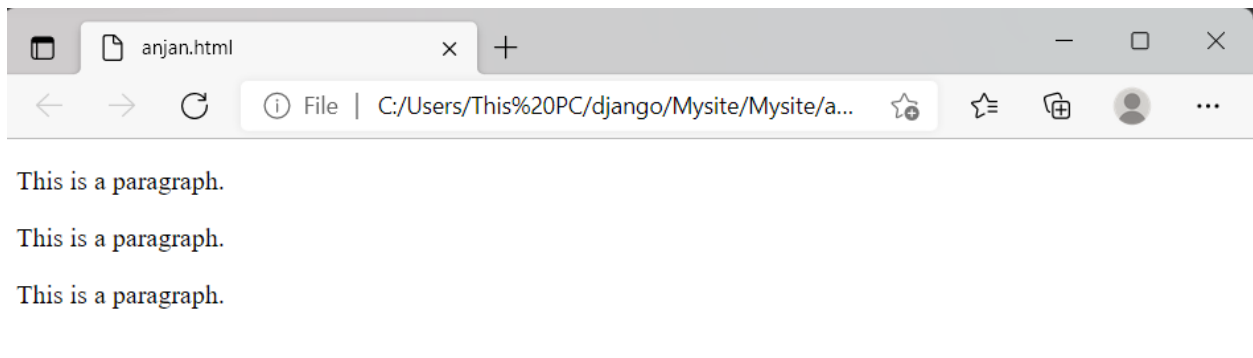 anjan.html
File | C:/Users/This%20PC/django/Mysite/Mysite/a...
This is a paragraph.
This is a paragraph.
This is a paragraph.